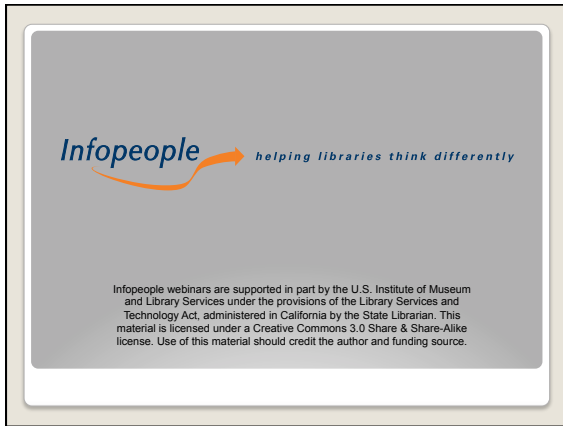 Infopeople helping libraries think differently
Infopeople webinars are supported in part by the U.S. Institute of Museum
and Library Services under the provisions of the Library Services and
Technology Act, administered in California by the State Librarian. This
material is licensed under a Creative Commons 3.0 Share & Share-Alike
license. Use of this material should credit the author and funding source.